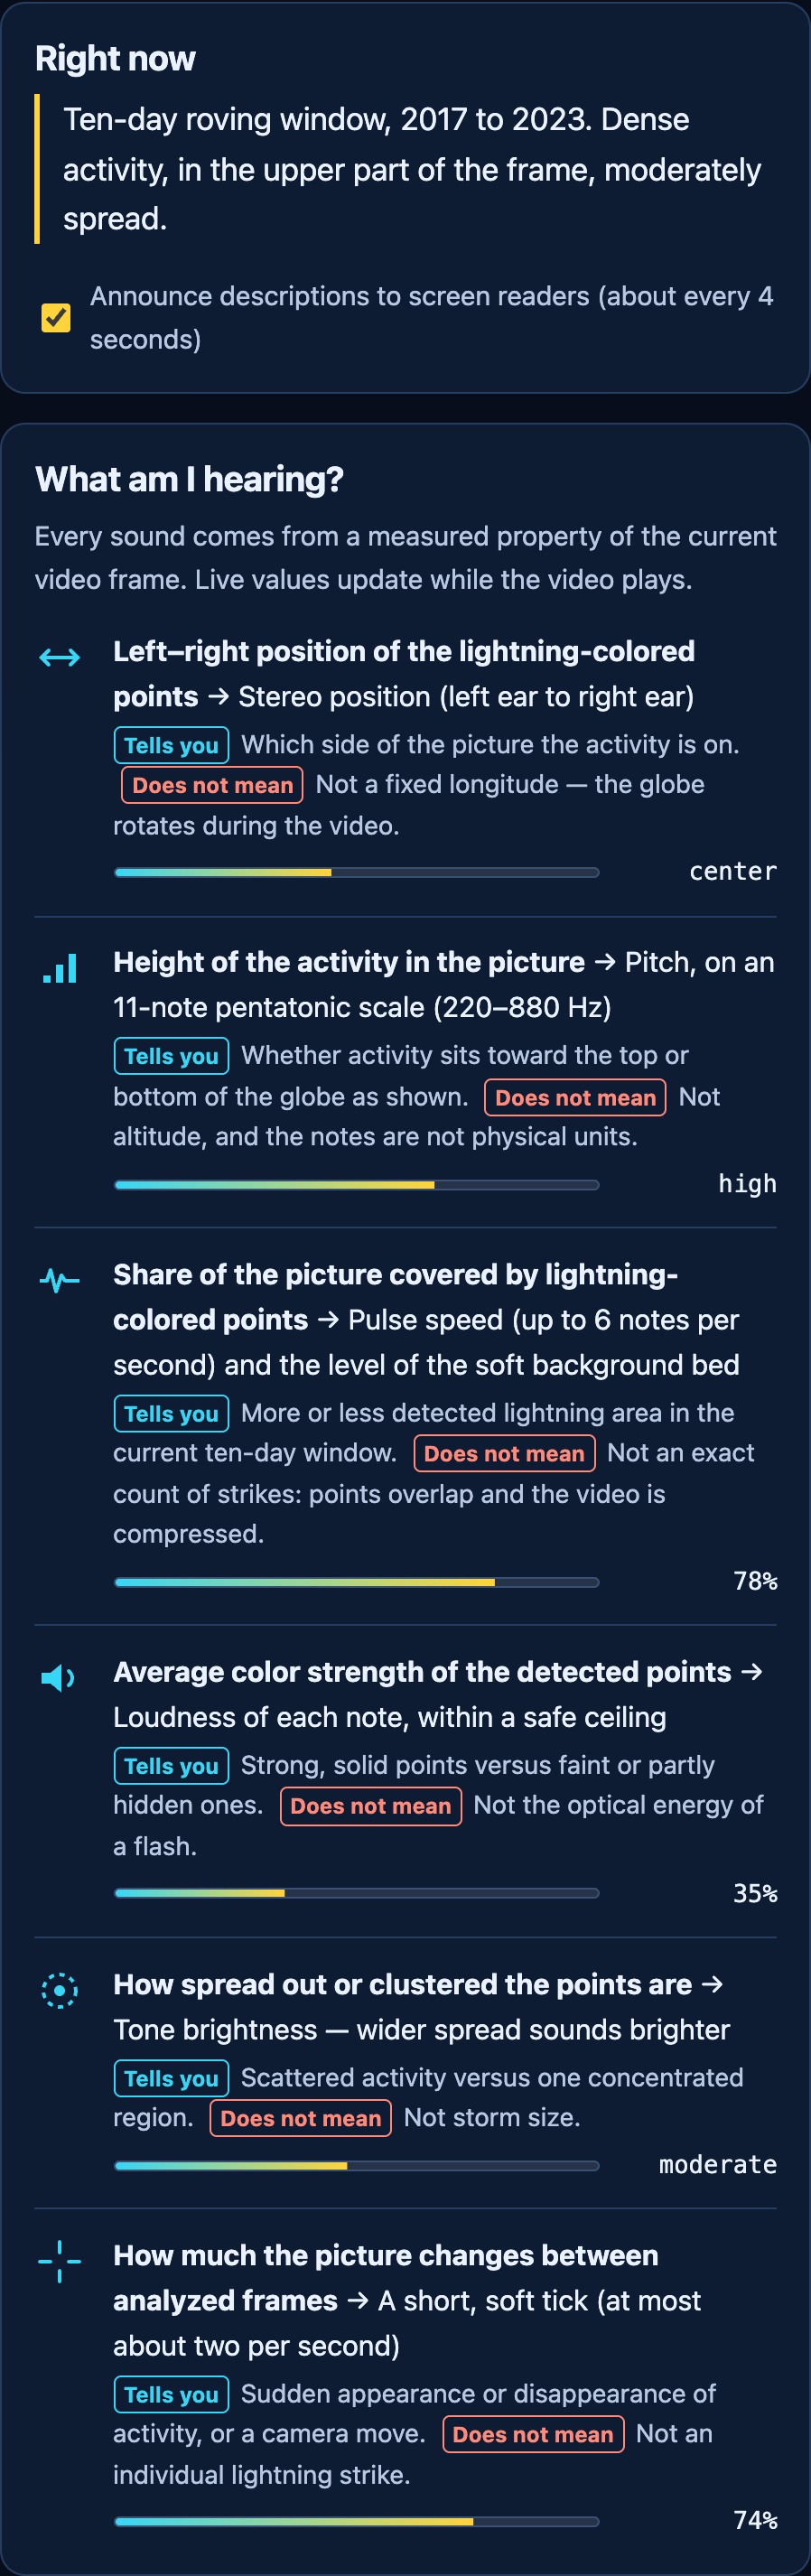 Right now
Ten-day roving window, 2017 to 2023. Dense
activity, in the upper part of the frame, moderately
spread.
Announce descriptions to screen readers (about every 4
seconds)
What am I hearing?
Every sound comes from a measured property of the current
video frame. Live values update while the video plays.
Left–right position of the lightning-colored
points → Stereo position (left ear to right ear)
Tells you Which side of the picture the activity is on.
Does not mean Not a fixed longitude — the globe
rotates during the video.
center
Height of the activity in the picture → Pitch, on an
11-note pentatonic scale (220–880 Hz)
Tells you Whether activity sits toward the top or
bottom of the globe as shown. Does not mean Not
altitude, and the notes are not physical units.
high
Share of the picture covered by lightning-
colored points → Pulse speed (up to 6 notes per
second) and the level of the soft background bed
Tells you More or less detected lightning area in the
current ten-day window. Does not mean Not an exact
count of strikes: points overlap and the video is
compressed.
78%
Average color strength of the detected points →
Loudness of each note, within a safe ceiling
Tells you Strong, solid points versus faint or partly
hidden ones. Does not mean Not the optical energy of
a flash.
35%
How spread out or clustered the points are →
Tone brightness — wider spread sounds brighter
Tells you Scattered activity versus one concentrated
region. Does not mean Not storm size.
moderate
How much the picture changes between
analyzed frames → A short, soft tick (at most
about two per second)
Tells you Sudden appearance or disappearance of
activity, or a camera move. Does not mean Not an
individual lightning strike.
74%